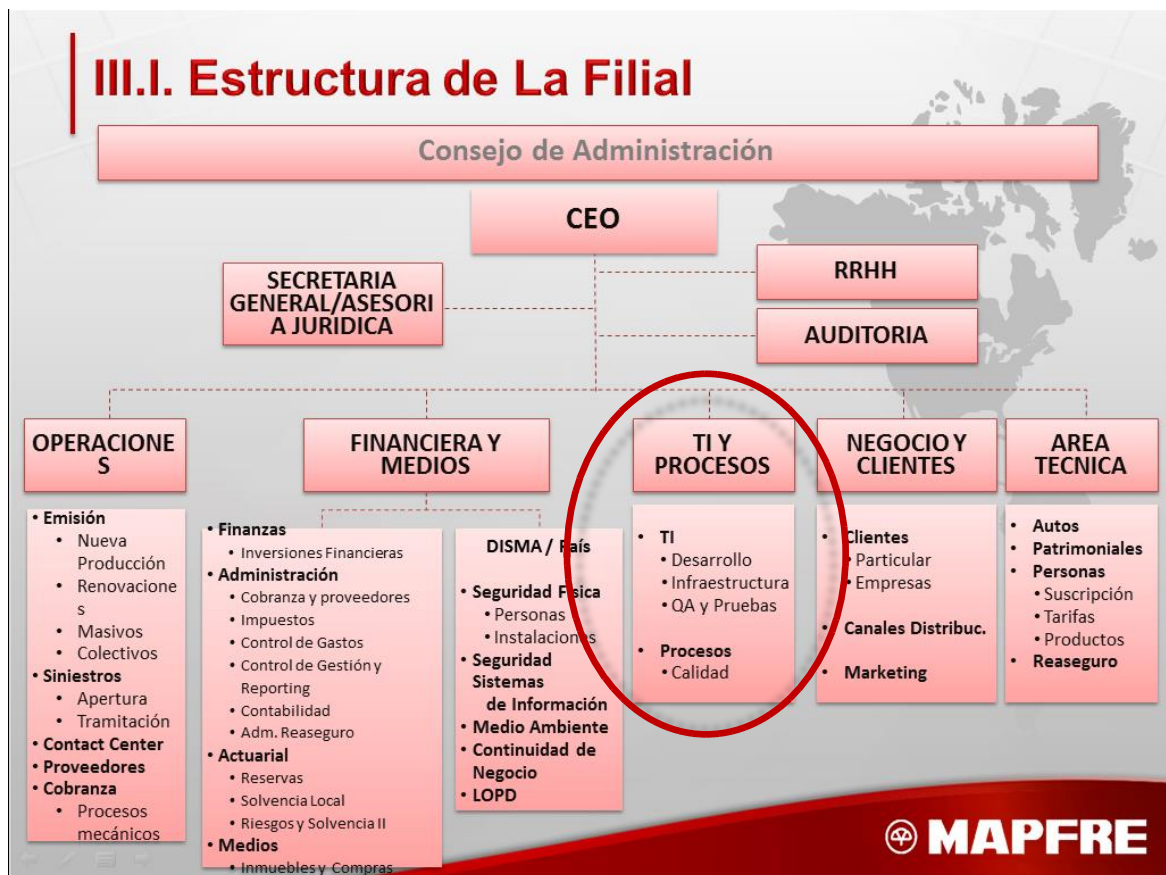 III.I. Estructura de La Filial
Consejo de Administración
CEO
SECRETARIA
GENERAL/ASESORI
A JURIDICA
RRHH
AUDITORIA
OPERACIONE
S
FINANCIERA Y
MEDIOS
TI Y
PROCESOS
NEGOCIO Y
CLIENTES
AREA
TECNICA
• Emisión
• Nueva
Producción
• Renovacione
s
• Masivos
• Colectivos
• Siniestros
• Apertura
• Tramitación
• Contact Center
• Proveedores
• Cobranza
• Procesos
mecánicos
• Finanzas
• Inversiones Financieras
• Administración
• Cobranza y proveedores
• Impuestos
• Control de Gastos
• Control de Gestión y
Reporting
• Contabilidad
• Adm. Reaseguro
• Actuarial
• Reservas
• Solvencia Local
• Riesgos y Solvencia II
• Medios
• Inmuebles y Compras
DISMA / País
• Seguridad Física
• Personas
• Instalaciones
• Seguridad
Sistemas
de Información
• Medio Ambiente
• Continuidad de
Negocio
• LOPD
• TI
• Desarrollo
• Infraestructura
• QA y Pruebas
• Procesos
• Calidad
• Clientes
• Particular
• Empresas
• Canales Distribuc.
• Marketing
• Autos
• Patrimoniales
• Personas
• Suscripción
• Tarifas
• Productos
• Reaseguro
MAPFRE